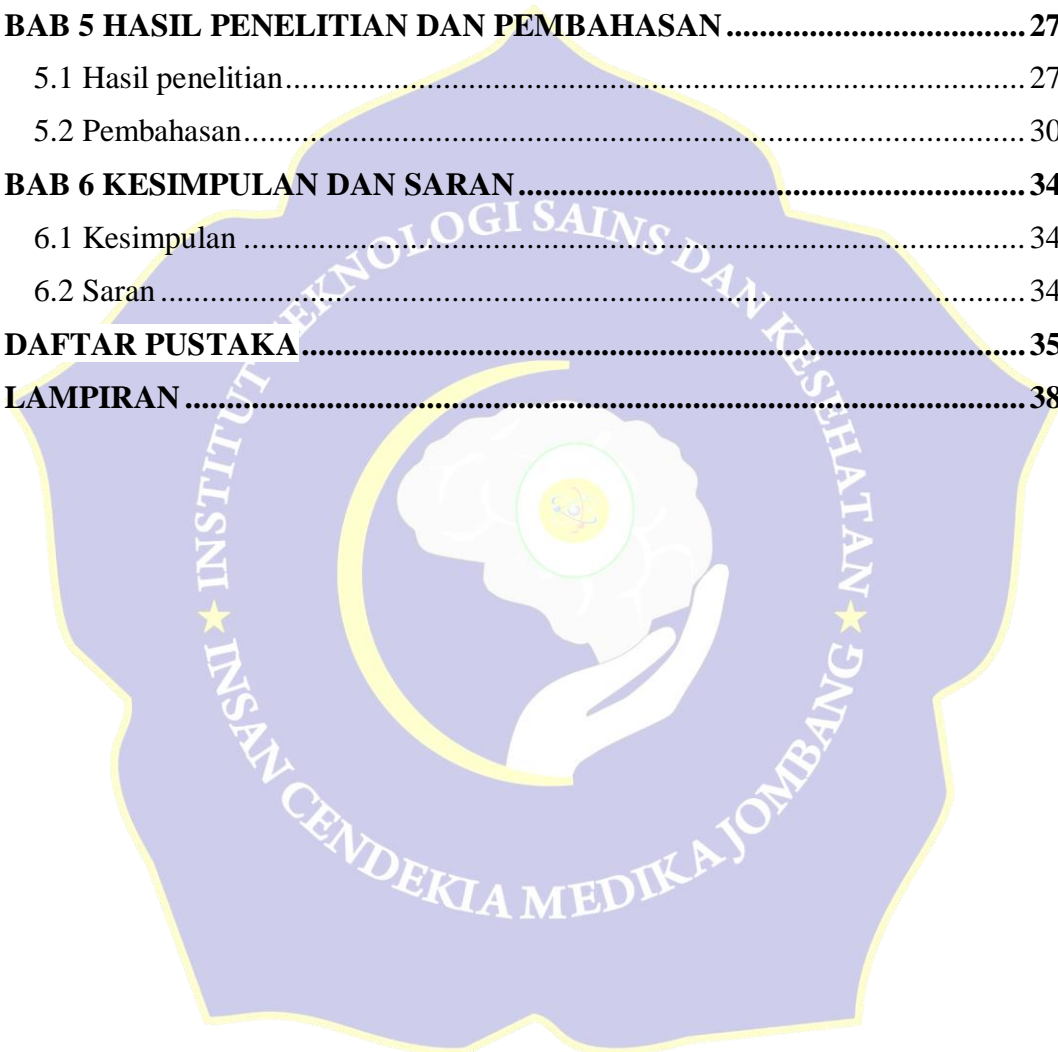 BAB 5 HASIL PENELITIAN DAN PEMBAHASAN ................................. 27
5.1 Hasil penelitian ................................. 27
5.2 Pembahasan ................................. 30
BAB 6 KESIMPULAN DAN SARAN ................................. 34
6.1 Kesimpulan ................................. 34
6.2 Saran ................................. 34
DAFTAR PUSTAKA ................................. 35
LAMPIRAN ................................. 38
INSTITUT TEKNOLOGI SAINS DAN KESEHATAN
INSAN CENDEKIA MEDIKA JOMBANG